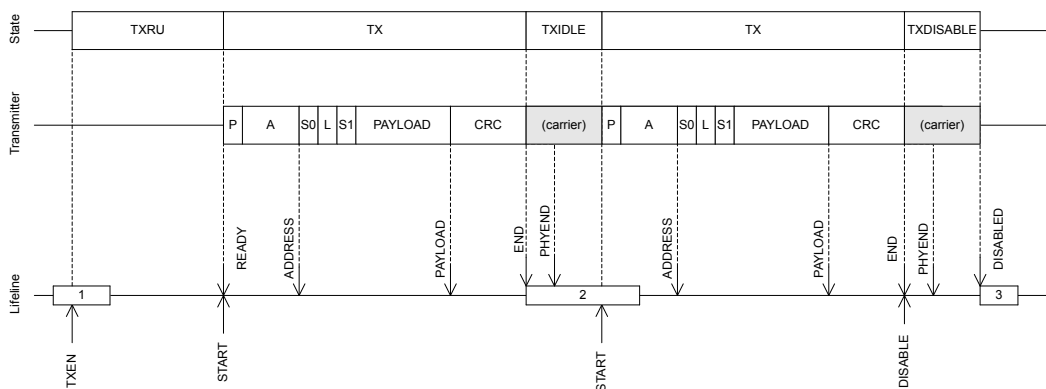 State
TXRU
TX
TXIDLE
TX
TXDISABLE
Transmitter
P
A
S0
L
S1
PAYLOAD
CRC
(carrier)
P
A
S0
L
S1
PAYLOAD
CRC
(carrier)
READY
ADDRESS
PAYLOAD
END
PHYEND
ADDRESS
PAYLOAD
END
PHYEND
DISABLED
Lifeline
1
2
3
TXEN
START
START
DISABLE